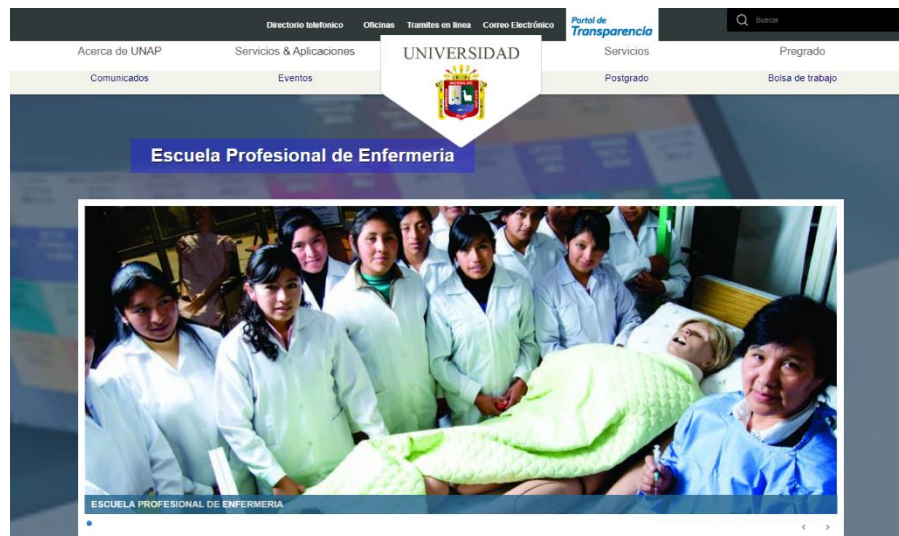 Directorio telefonico Oficinas Tramites en linea Correo Electrónico
Portal de
Transparencia
Buscar
Acerca de UNAP Servicios & Aplicaciones UNIVERSIDAD Servicios Pregrado
Comunicados Eventos Postgrado Bolsa de trabajo
Escuela Profesional de Enfermeria
ESCUELA PROFESIONAL DE ENFERMERIA